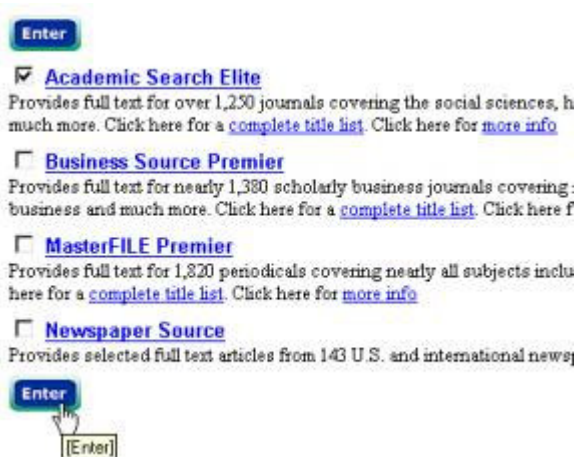 Enter
Academic Search Elite
Provides full text for over 1,250 journals covering the social sciences, h
much more. Click here for a complete title list. Click here for more info
Business Source Premier
Provides full text for nearly 1,380 scholarly business journals covering
business and much more. Click here for a complete title list. Click here f
MasterFILE Premier
Provides full text for 1,820 periodicals covering nearly all subjects inclu
here for a complete title list. Click here for more info
Newspaper Source
Provides selected full text articles from 143 U.S. and international newsp
Enter
[Enter]